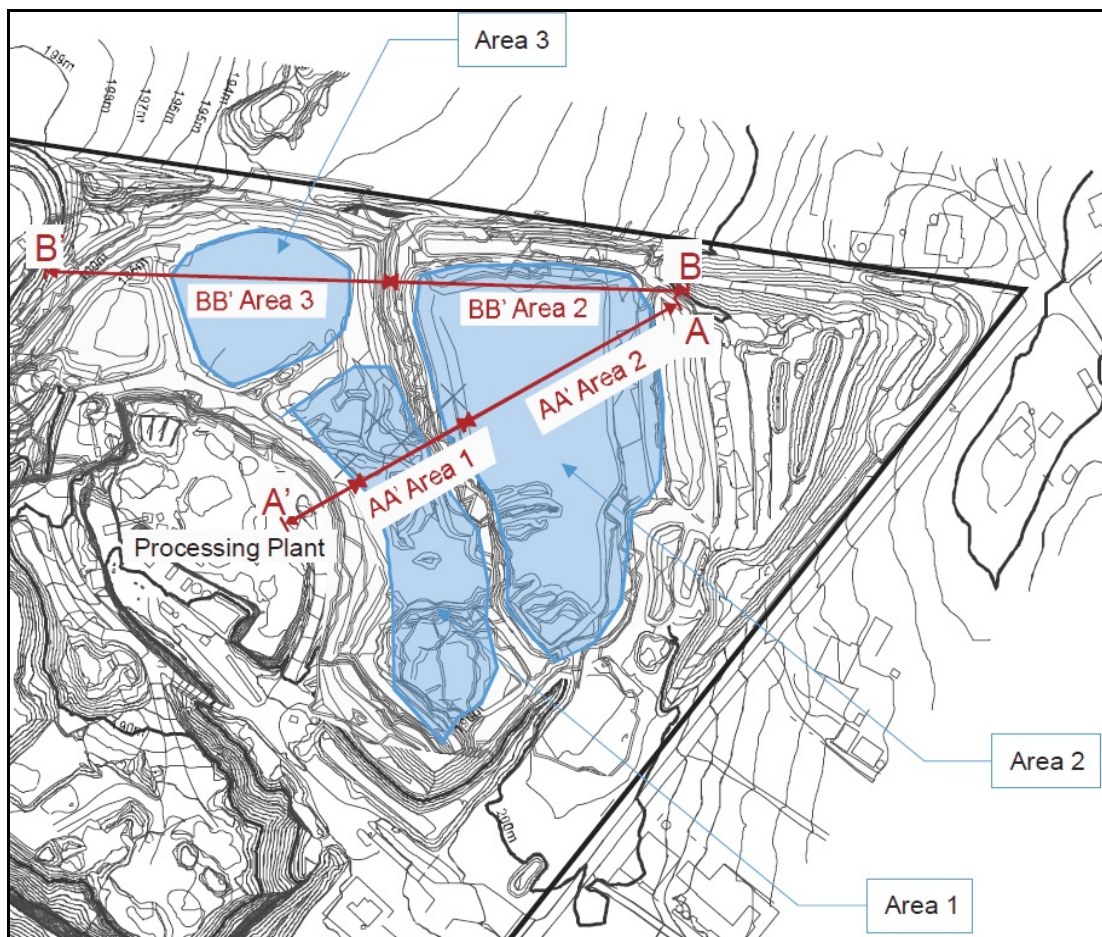 Area 3
199m
198m
197m
196m
195m
194m
B'
B
BB' Area 3
BB' Area 2
A
AA' Area 2
AA' Area 1
A'
Processing Plant
Area 2
200m
Area 1